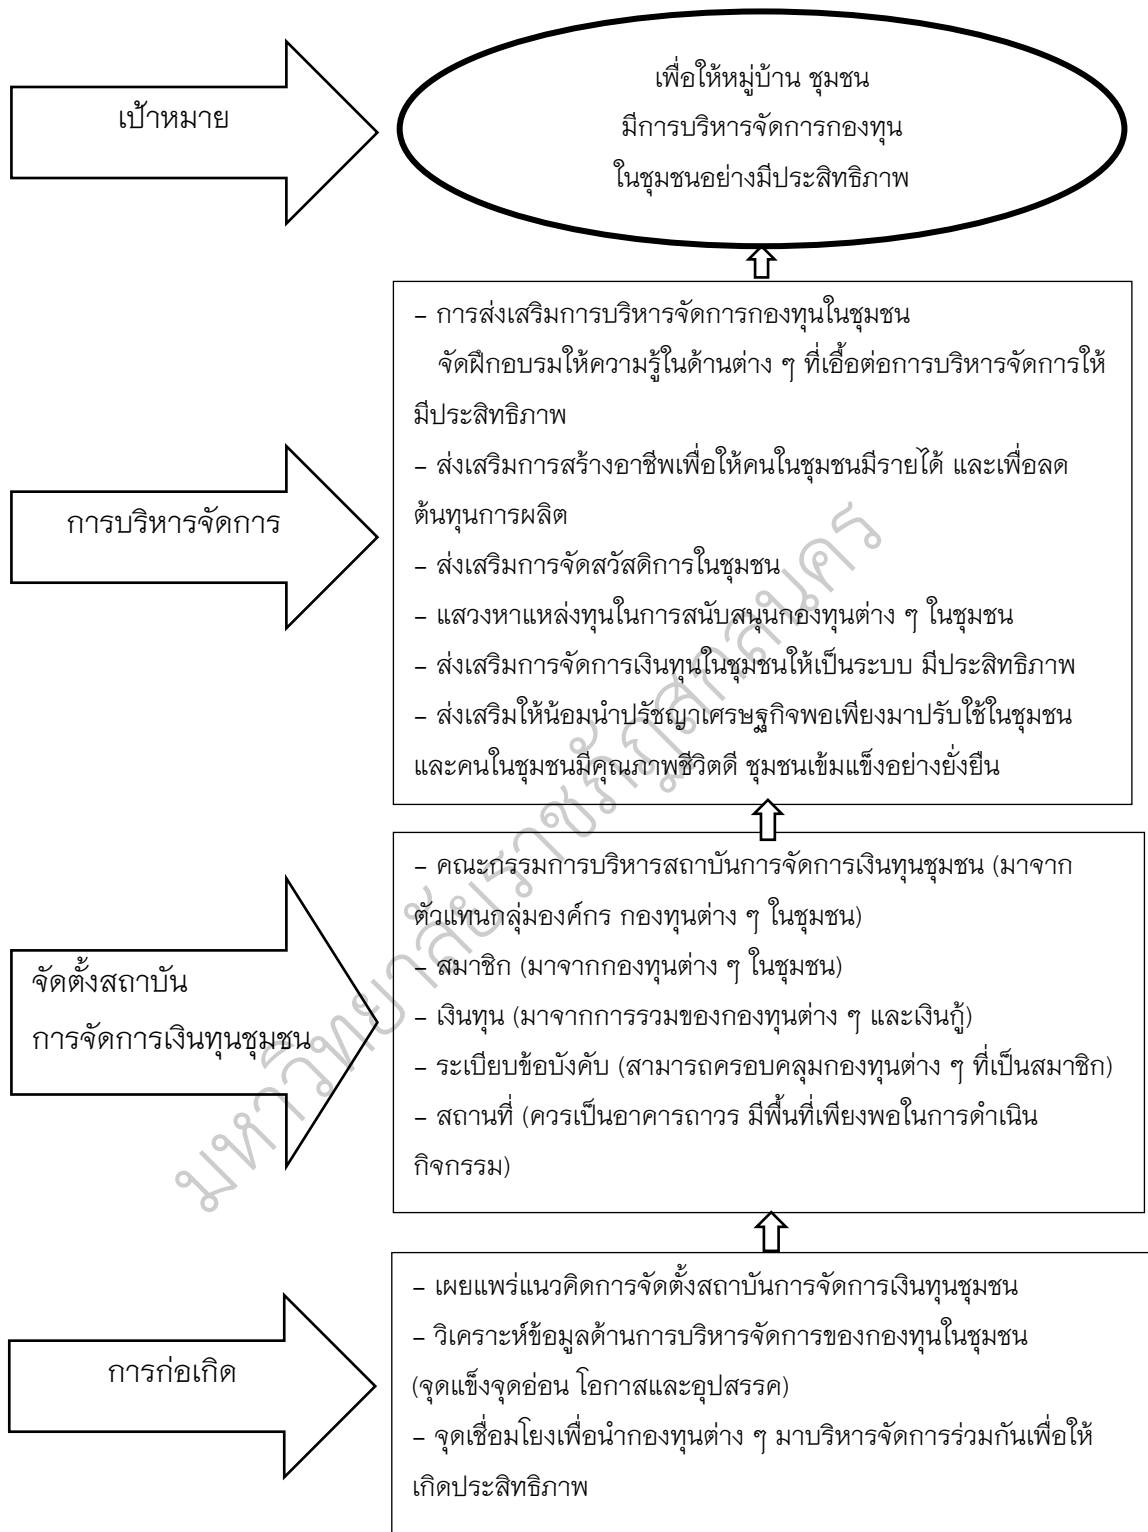 เป้าหมาย
เพื่อให้หมู่บ้าน ชุมชน
มีการบริหารจัดการกองทุน
ในชุมชนอย่างมีประสิทธิภาพ
การบริหารจัดการ
– การส่งเสริมการบริหารจัดการกองทุนในชุมชน
จัดฝึกอบรมให้ความรู้ในด้านต่าง ๆ ที่เอื้อต่อการบริหารจัดการให้
มีประสิทธิภาพ
– ส่งเสริมการสร้างอาชีพเพื่อให้คนในชุมชนมีรายได้ และเพื่อลด
ต้นทุนการผลิต
– ส่งเสริมการจัดสวัสดิการในชุมชน
– แสวงหาแหล่งทุนในการสนับสนุนกองทุนต่าง ๆ ในชุมชน
– ส่งเสริมการจัดการเงินทุนในชุมชนให้เป็นระบบ มีประสิทธิภาพ
– ส่งเสริมให้น้อมนำปรัชญาเศรษฐกิจพอเพียงมาปรับใช้ในชุมชน
และคนในชุมชนมีคุณภาพชีวิตดี ชุมชนเข้มแข็งอย่างยั่งยืน
จัดตั้งสถาบัน
การจัดการเงินทุนชุมชน
– คณะกรรมการบริหารสถาบันการจัดการเงินทุนชุมชน (มาจาก
ตัวแทนกลุ่มองค์กร กองทุนต่าง ๆ ในชุมชน)
– สมาชิก (มาจากกองทุนต่าง ๆ ในชุมชน)
– เงินทุน (มาจากการรวมของกองทุนต่าง ๆ และเงินกู้)
– ระเบียบข้อบังคับ (สามารถครอบคลุมกองทุนต่าง ๆ ที่เป็นสมาชิก)
– สถานที่ (ควรเป็นอาคารถาวร มีพื้นที่เพียงพอในการดำเนิน
กิจกรรม)
การก่อเกิด
– เผยแพร่แนวคิดการจัดตั้งสถาบันการจัดการเงินทุนชุมชน
– วิเคราะห์ข้อมูลด้านการบริหารจัดการของกองทุนในชุมชน
(จุดแข็งจุดอ่อน โอกาสและอุปสรรค)
– จุดเชื่อมโยงเพื่อนำกองทุนต่าง ๆ มาบริหารจัดการร่วมกันเพื่อให้
เกิดประสิทธิภาพ
มหาวิทยาลัยราชภัฏสกลนคร